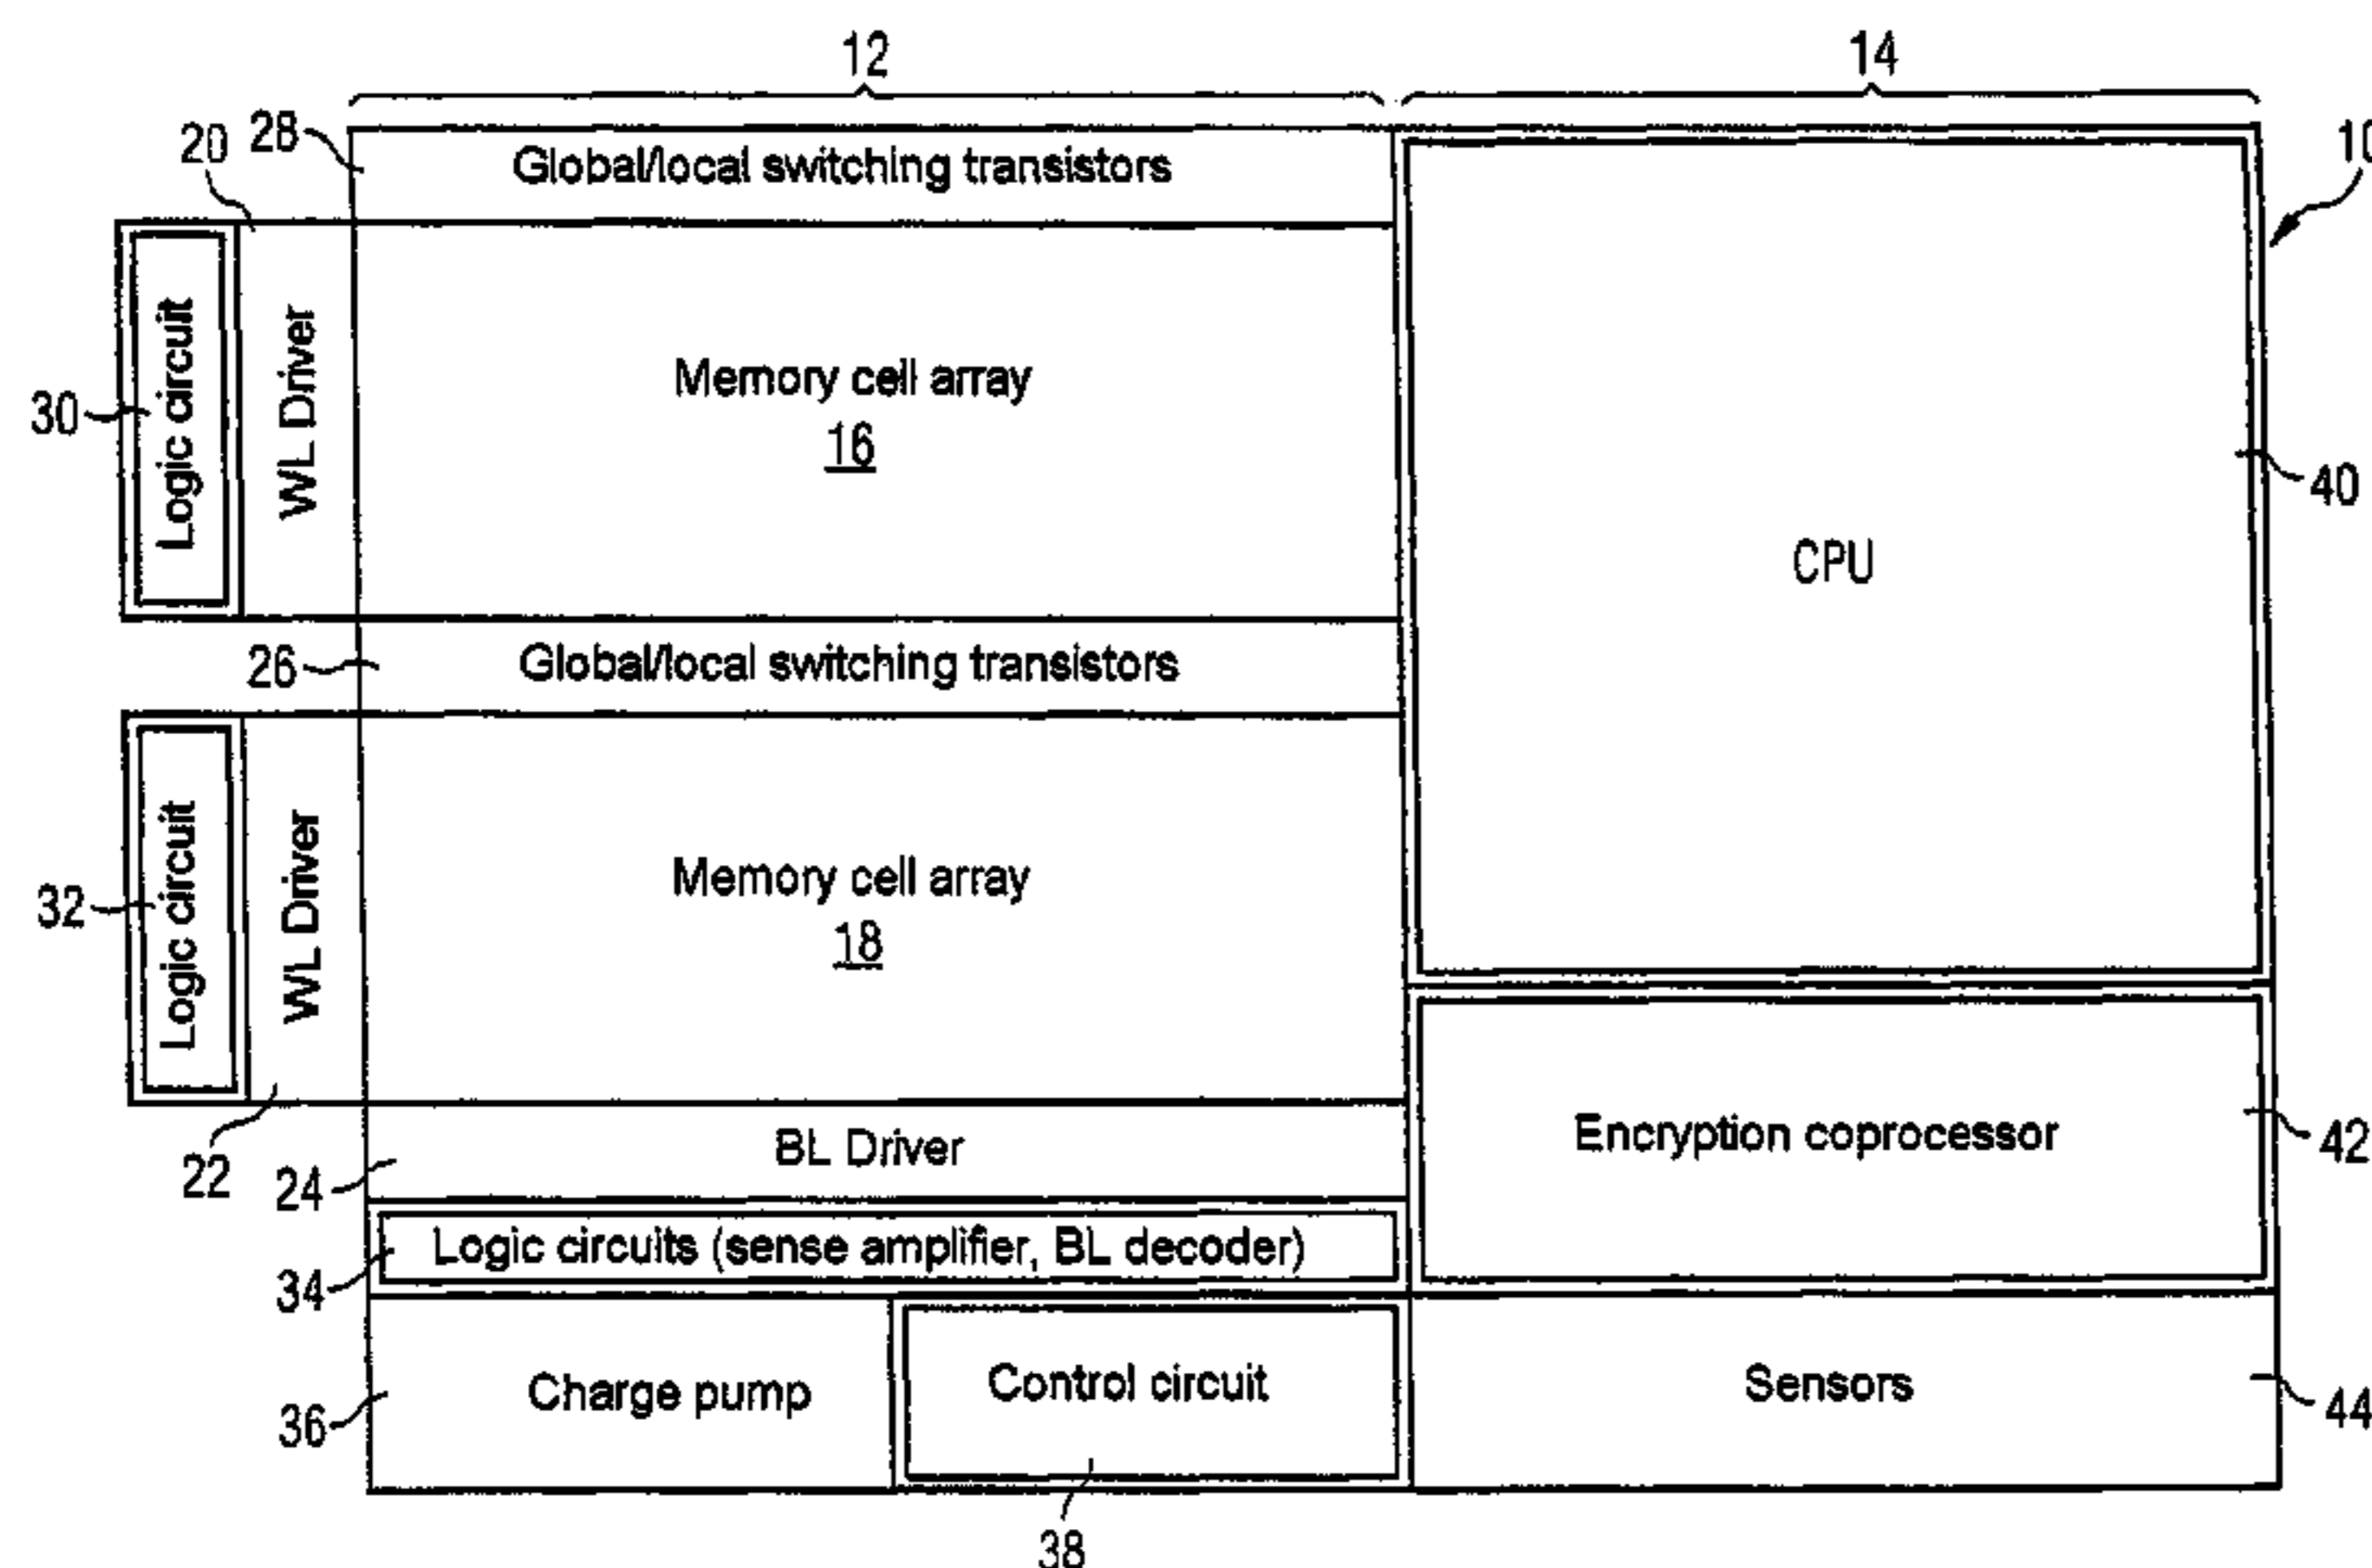 12
14
10
20
28
Global/local switching transistors
Logic circuit
WL Driver
Memory cell array
16
30
40
CPU
26
Global/local switching transistors
Logic circuit
WL Driver
Memory cell array
18
32
22
24
BL Driver
Encryption coprocessor
42
34
Logic circuits (sense amplifier, BL decoder)
36
Charge pump
Control circuit
Sensors
44
38